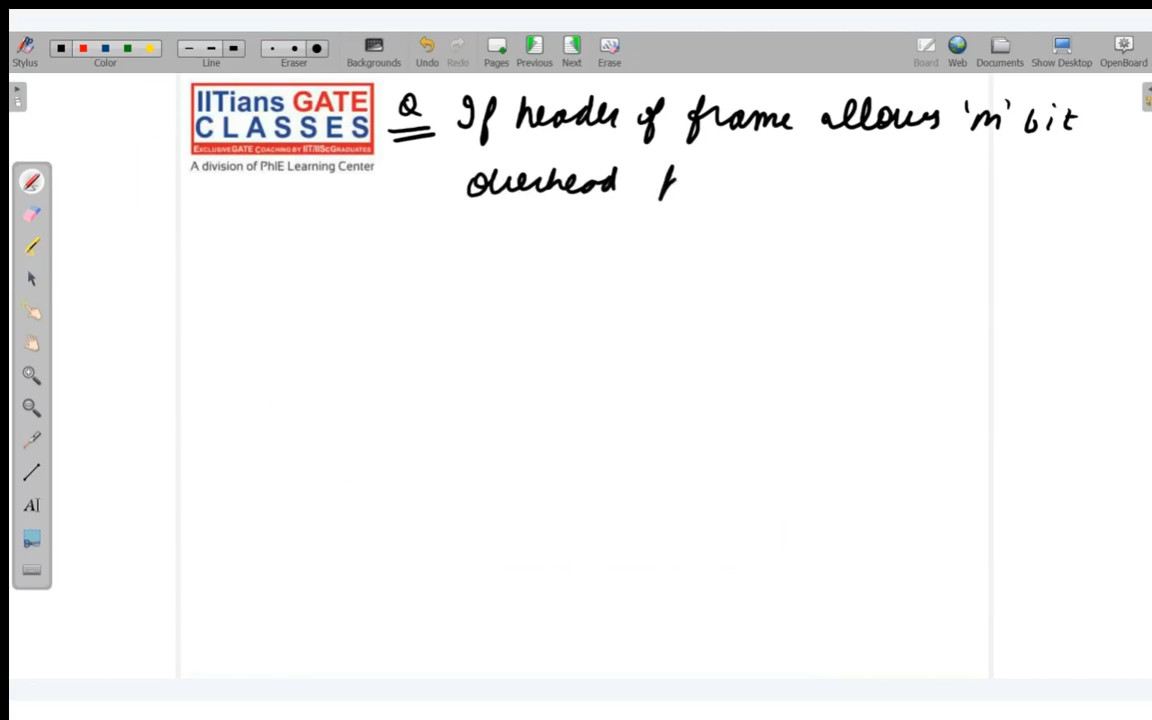 Stylus
Color
Line
Eraser
Backgrounds
Undo
Redo
Pages
Previous
Next
Erase
Board
Web
Documents
Show Desktop
OpenBoard
IITians GATE
CLASSES
EXCLUSIVE GATE COACHING BY IIT/IISc GRADUATES
A division of PhIE Learning Center
Q If header of frame allows 'm' bit
overhead
AI